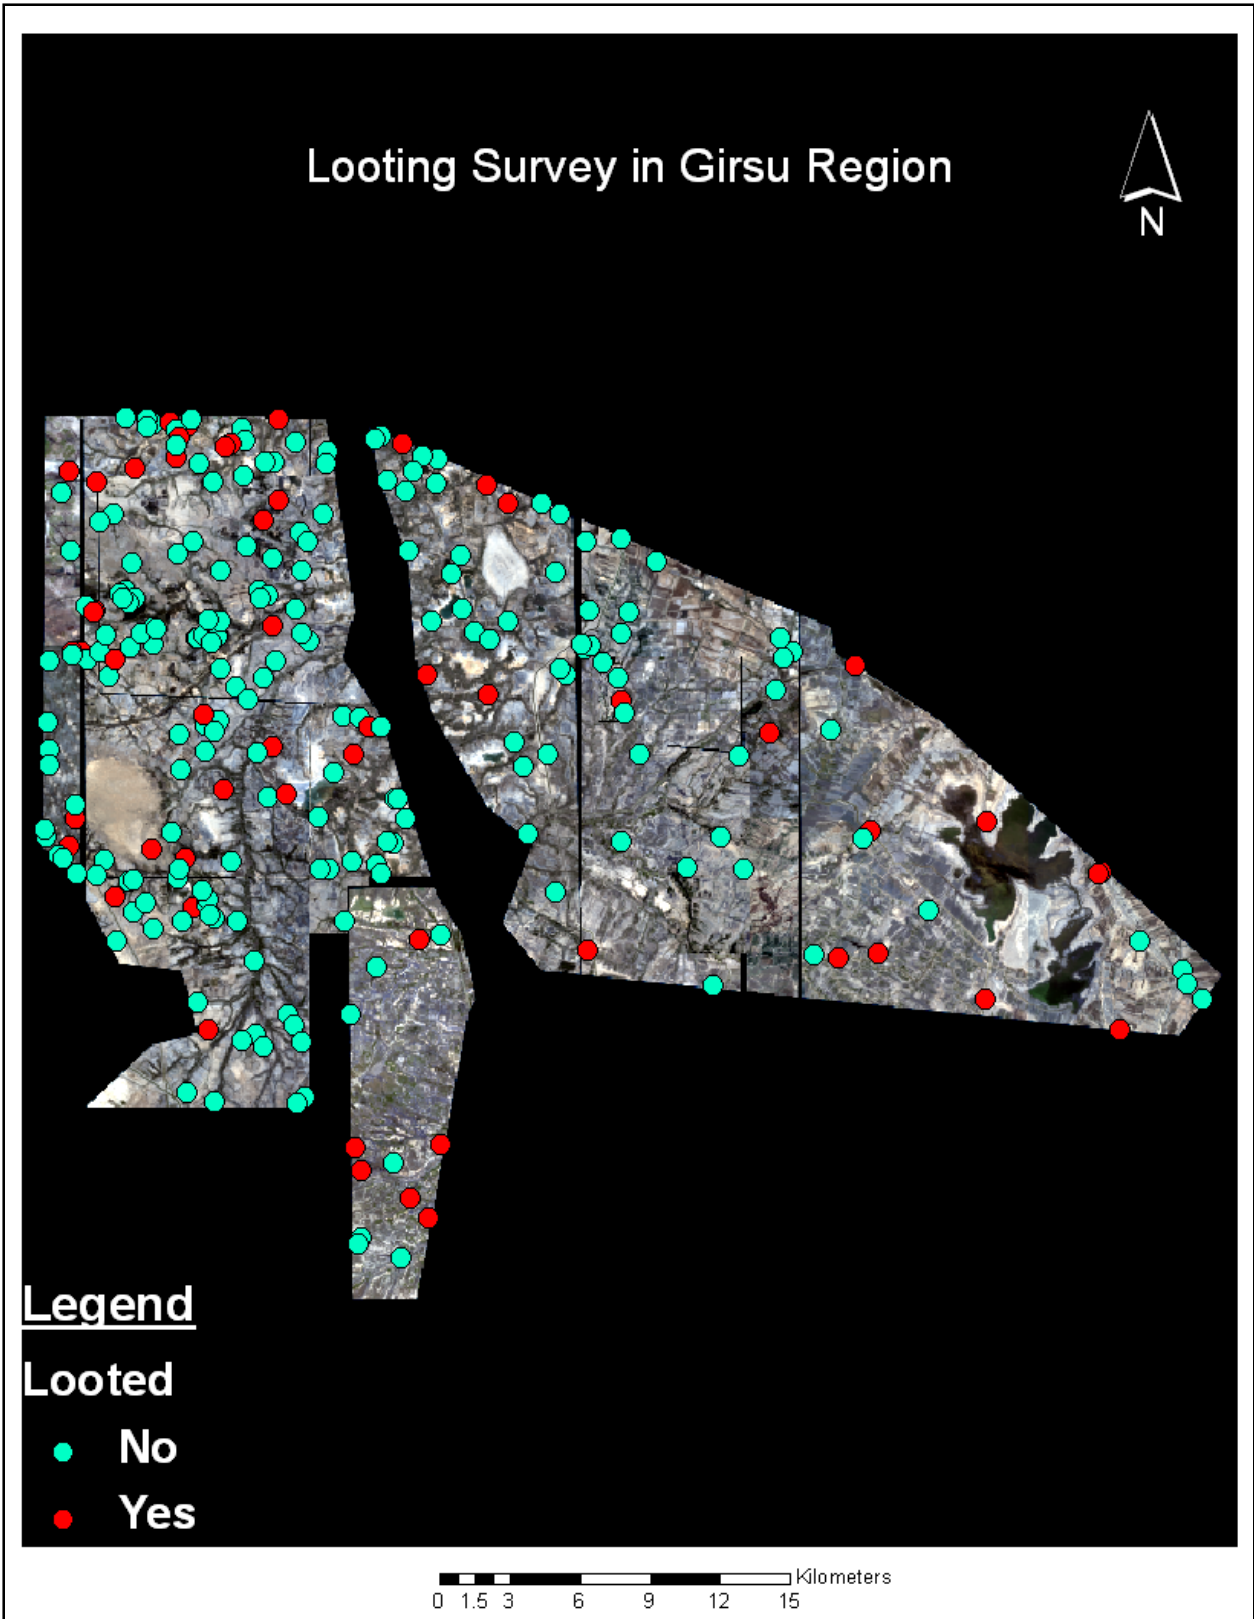 Looting Survey in Girsu Region
N
Legend
Looted
No
Yes
Kilometers
0 1.5 3 6 9 12 15